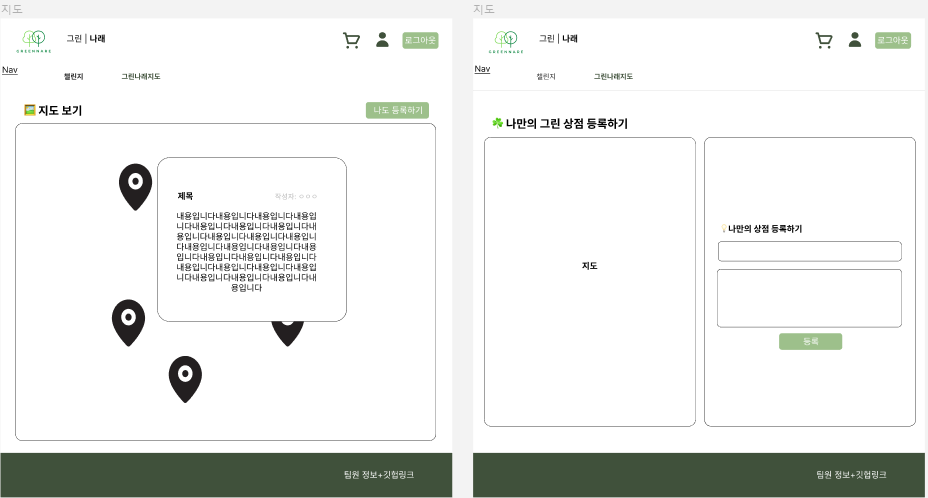 지도
GREENNARE
그린 | 나래
로그아웃
Nav
챌린지
그린나래지도
🖼️ 지도 보기
나도 등록하기
제목
작성자: ㅇㅇㅇ
내용입니다내용입니다내용입니다내용입
니다내용입니다내용입니다내용입니다내
용입니다내용입니다내용입니다내용입니
다내용입니다내용입니다내용입니다내용
입니다내용입니다내용입니다내용입니다
내용입니다내용입니다내용입니다내용입
니다내용입니다내용입니다내용입니다내
용입니다
팀원 정보+깃헙링크
지도
GREENNARE
그린 | 나래
로그아웃
Nav
챌린지
그린나래지도
☘️ 나만의 그린 상점 등록하기
지도
💡나만의 상점 등록하기
등록
팀원 정보+깃헙링크